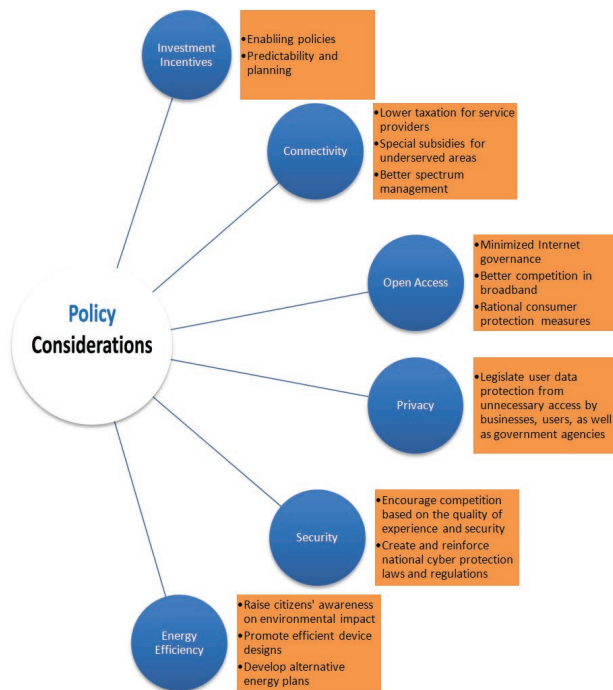 Investment
Incentives
•Enabliing policies
•Predictability and
planning
Connectivity
•Lower taxation for service
providers
•Special subsidies for
underserved areas
•Better spectrum
management
Open Access
•Minimized Internet
governance
•Better competition in
broadband
•Rational consumer
protection measures
Policy
Considerations
Privacy
•Legislate user data
protection from
unnecessary access by
businesses, users, as well
as government agencies
Security
•Encourage competition
based on the quality of
experience and security
•Create and reinforce
national cyber protection
laws and regulations
Energy
Efficiency
•Raise citizens' awareness
on environmental impact
•Promote efficient device
designs
•Develop alternative
energy plans